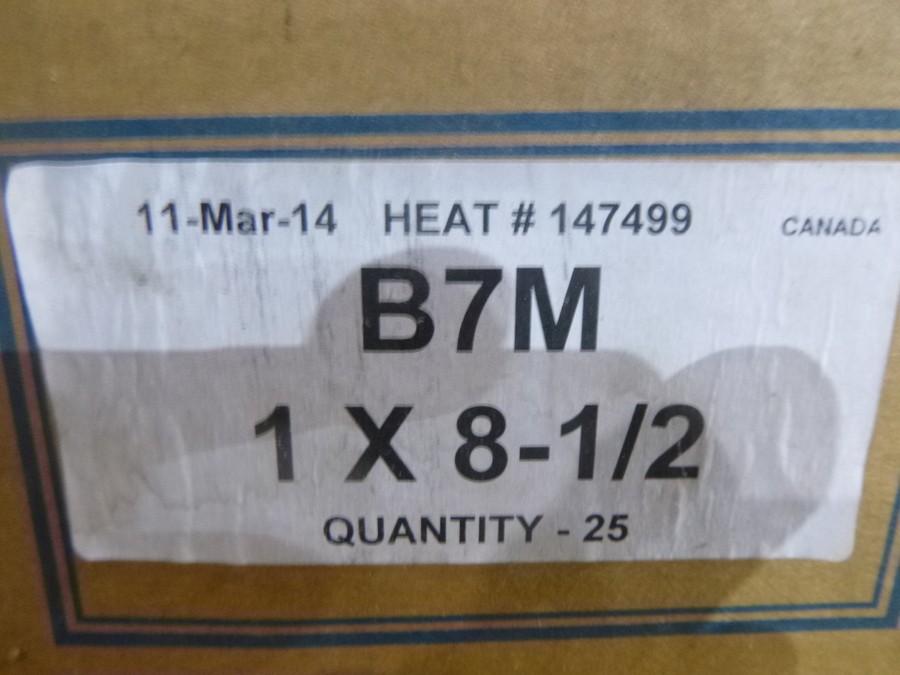 11-Mar-14 HEAT # 147499 CANADA
B7M
1 X 8-1/2
QUANTITY - 25